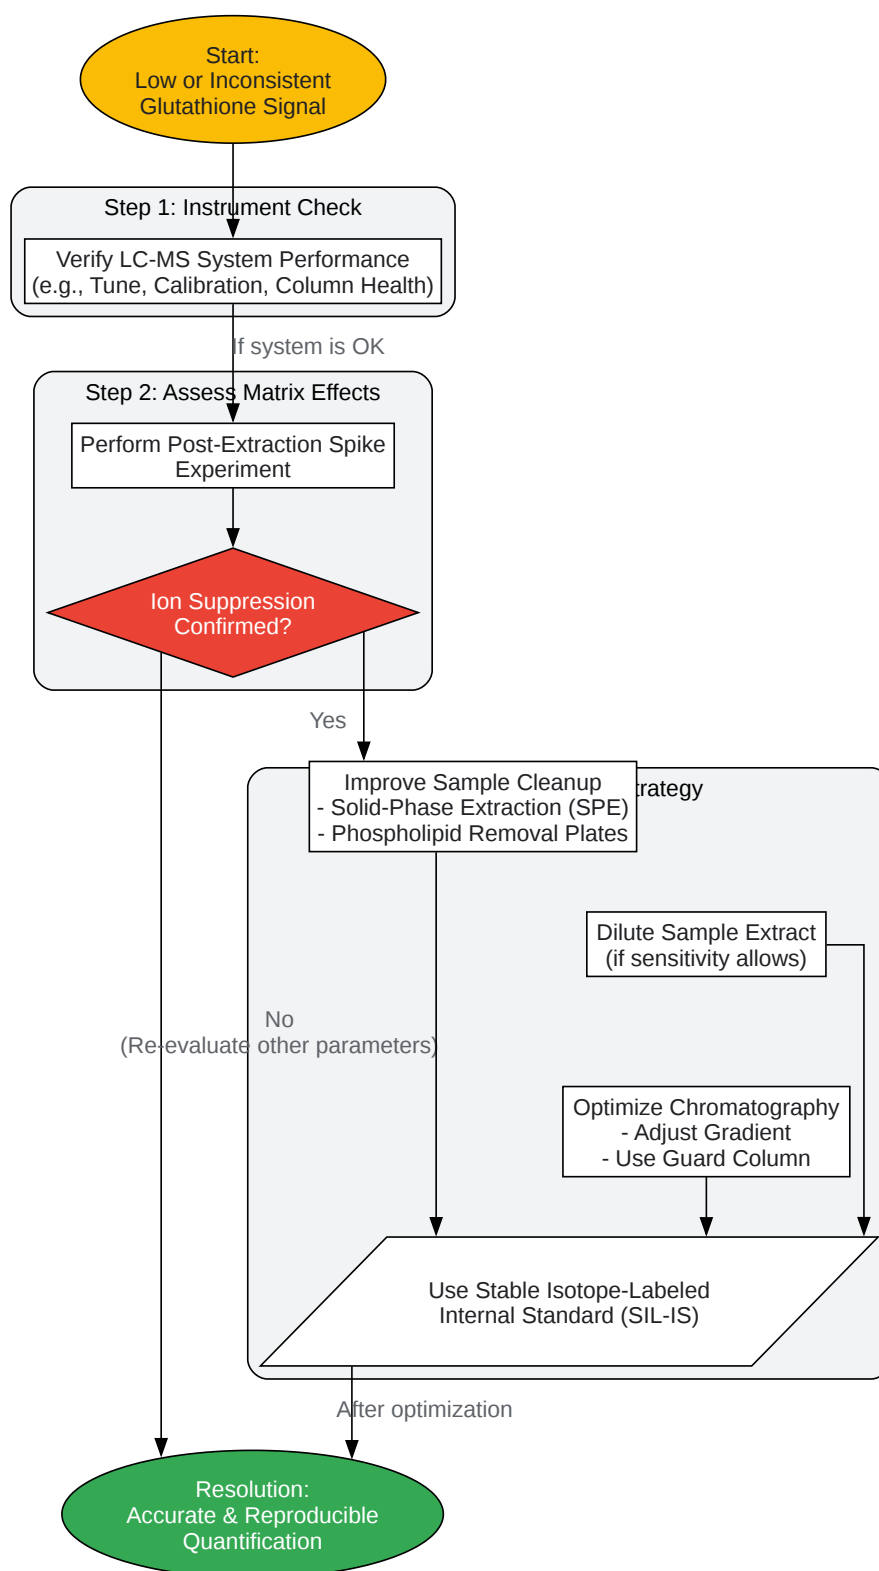 Start:
Low or Inconsistent
Glutathione Signal
Step 1: Instrument Check
Verify LC-MS System Performance
(e.g., Tune, Calibration, Column Health)
If system is OK
Step 2: Assess Matrix Effects
Perform Post-Extraction Spike
Experiment
Ion Suppression
Confirmed?
Yes
Improve Sample Cleanup
- Solid-Phase Extraction (SPE)
- Phospholipid Removal Plates
Dilute Sample Extract
(if sensitivity allows)
No
(Re-evaluate other parameters)
Optimize Chromatography
- Adjust Gradient
- Use Guard Column
Use Stable Isotope-Labeled
Internal Standard (SIL-IS)
After optimization
Resolution:
Accurate & Reproducible
Quantification